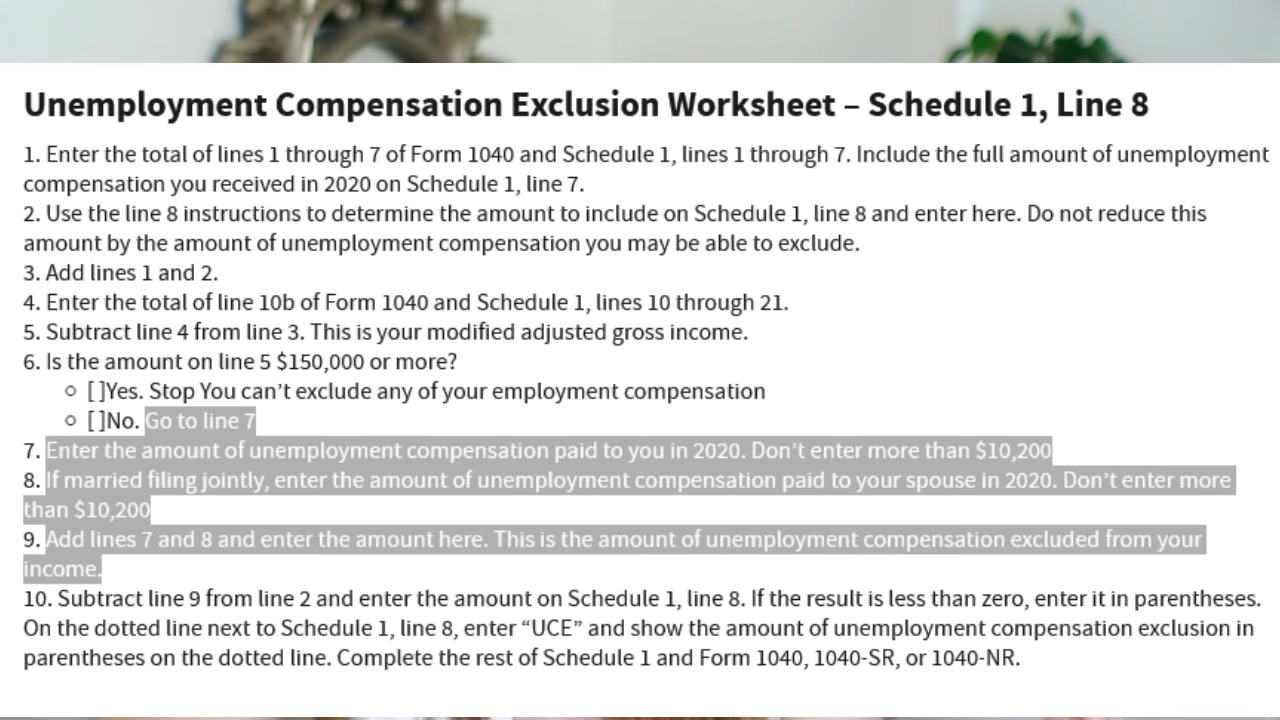 Unemployment Compensation Exclusion Worksheet – Schedule 1, Line 8
1. Enter the total of lines 1 through 7 of Form 1040 and Schedule 1, lines 1 through 7. Include the full amount of unemployment
compensation you received in 2020 on Schedule 1, line 7.
2. Use the line 8 instructions to determine the amount to include on Schedule 1, line 8 and enter here. Do not reduce this
amount by the amount of unemployment compensation you may be able to exclude.
3. Add lines 1 and 2.
4. Enter the total of line 10b of Form 1040 and Schedule 1, lines 10 through 21.
5. Subtract line 4 from line 3. This is your modified adjusted gross income.
6. Is the amount on line 5 $150,000 or more?
○ [ ]Yes. Stop You can’t exclude any of your employment compensation
○ [ ]No. Go to line 7
7. Enter the amount of unemployment compensation paid to you in 2020. Don’t enter more than $10,200
8. If married filing jointly, enter the amount of unemployment compensation paid to your spouse in 2020. Don’t enter more
than $10,200
9. Add lines 7 and 8 and enter the amount here. This is the amount of unemployment compensation excluded from your
income.
10. Subtract line 9 from line 2 and enter the amount on Schedule 1, line 8. If the result is less than zero, enter it in parentheses.
On the dotted line next to Schedule 1, line 8, enter “UCE” and show the amount of unemployment compensation exclusion in
parentheses on the dotted line. Complete the rest of Schedule 1 and Form 1040, 1040-SR, or 1040-NR.